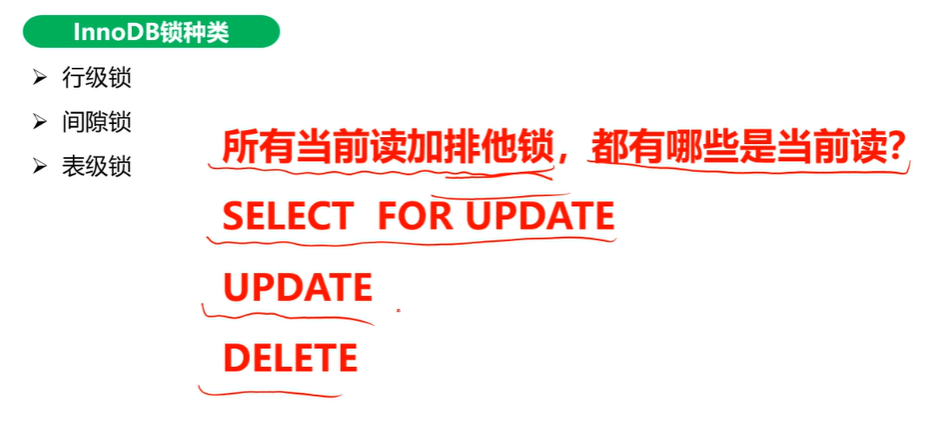 InnoDB锁种类
行级锁
间隙锁
表级锁
所有当前读加排他锁，都有哪些是当前读？
SELECT FOR UPDATE
UPDATE
DELETE